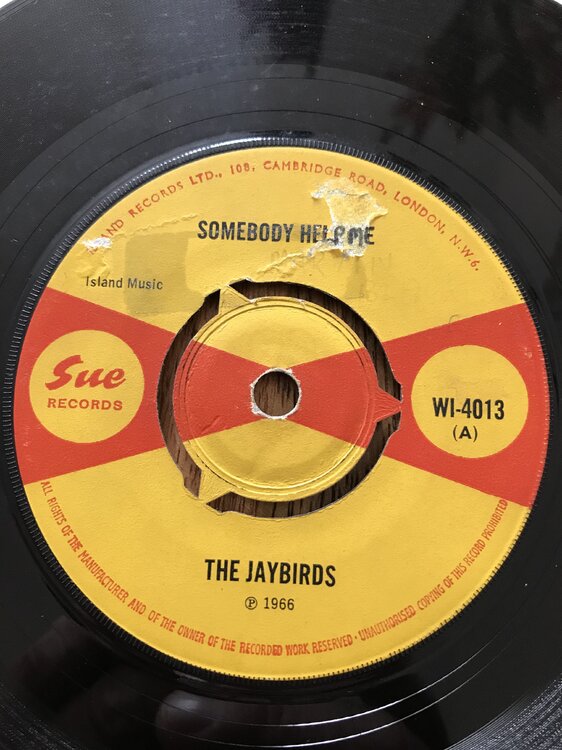 ISLAND RECORDS LTD., 108, CAMBRIDGE ROAD, LONDON, N.W.6.
SOMEBODY HELP ME
Island Music
Sue
RECORDS
WI-4013
(A)
THE JAYBIRDS
℗ 1966
ALL RIGHTS OF THE MANUFACTURER AND OF THE OWNER OF THE RECORDED WORK RESERVED · UNAUTHORISED COPYING OF THIS RECORD PROHIBITED